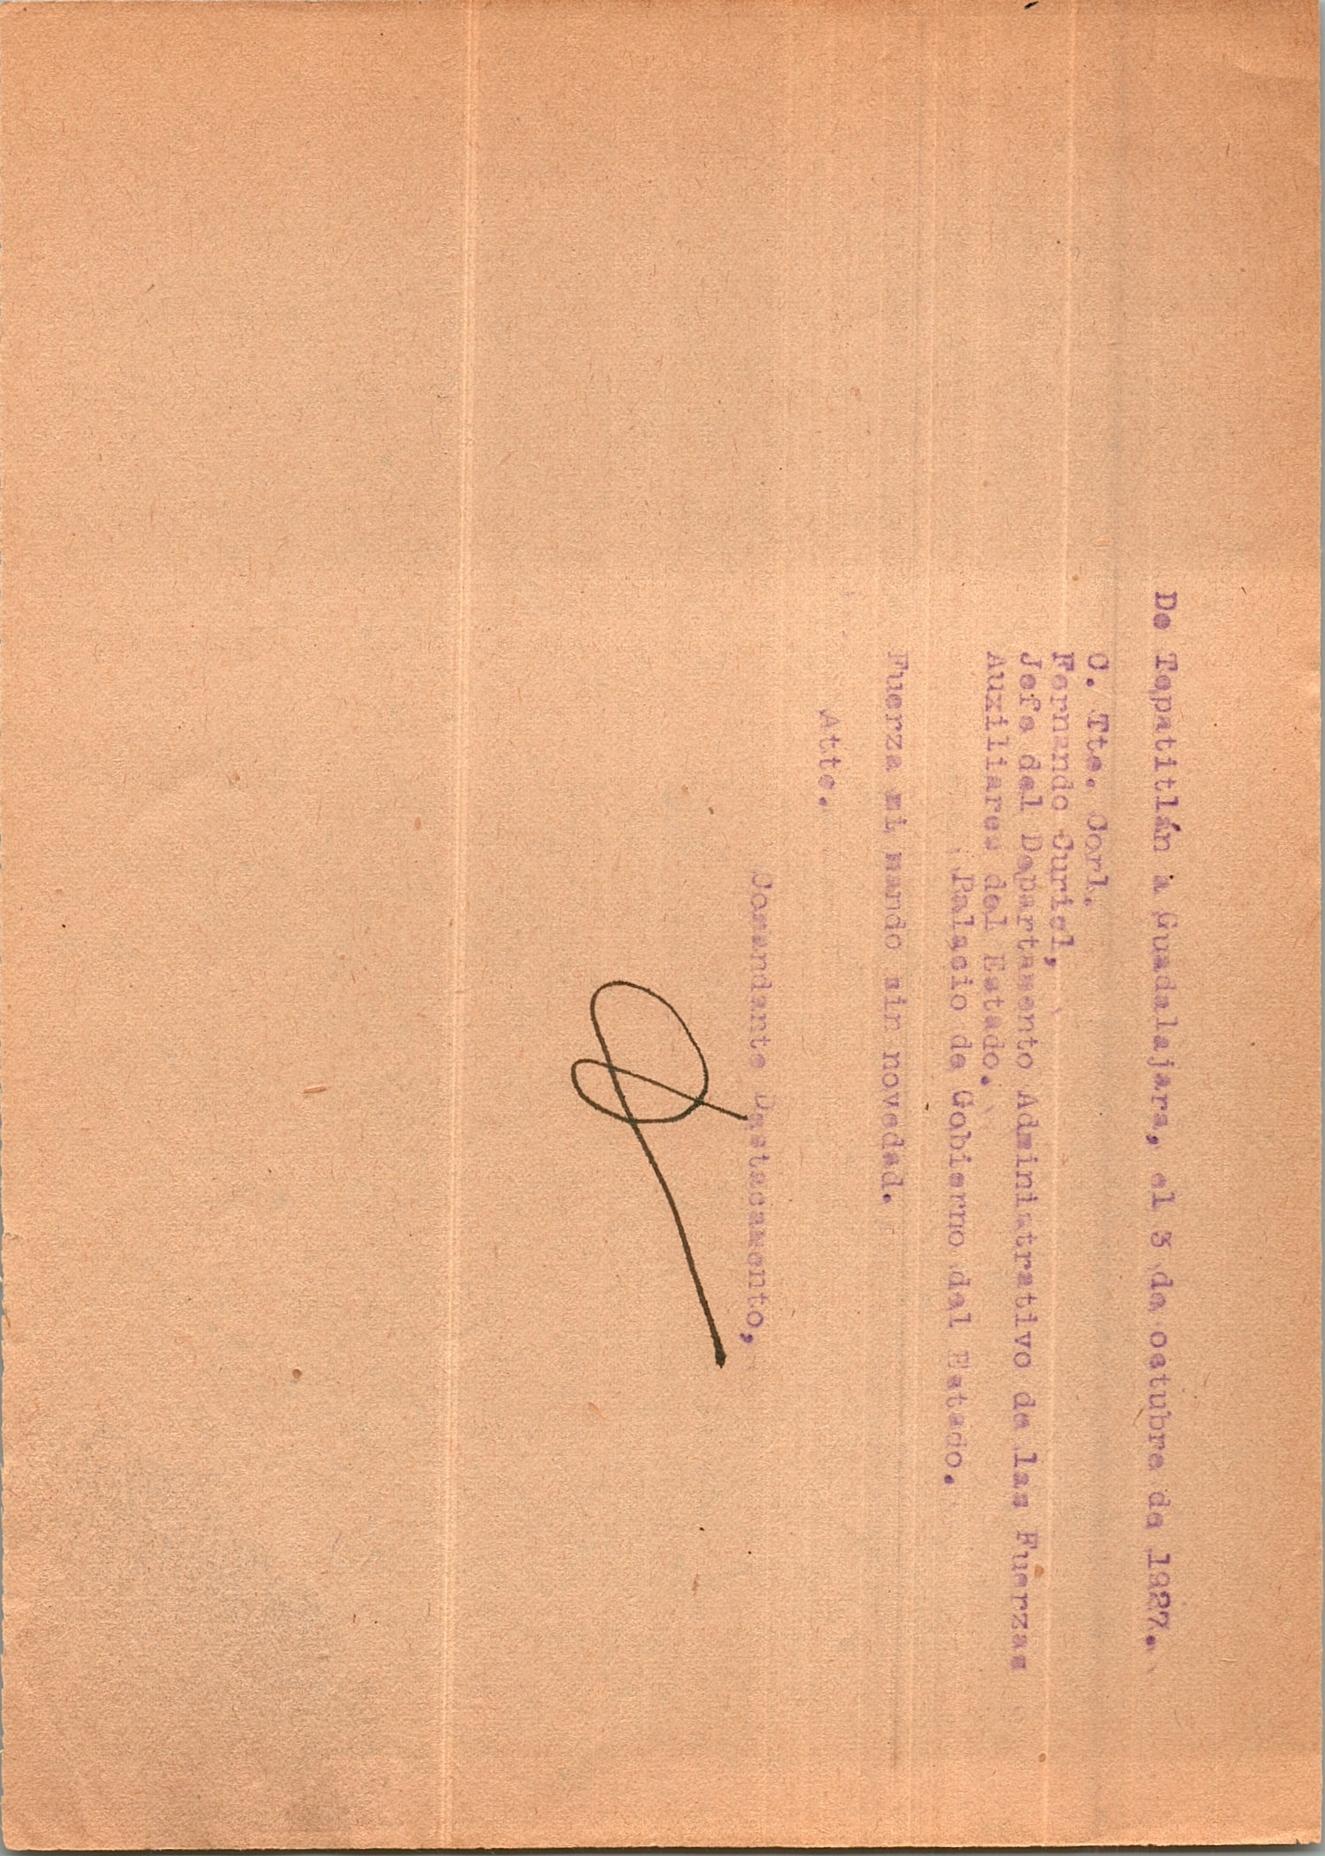 De Tepatitlán a Guadalajara, el 3 de octubre de 1927.
C. Tte. Corl.
Fernando Curiel,
Jefe del Departamento Administrativo de las Fuerzas
Auxiliares del Estado.
Palacio de Gobierno del Estado.
Fuerza mi mando sin novedad.
Atte.
Comandante Destacamento,